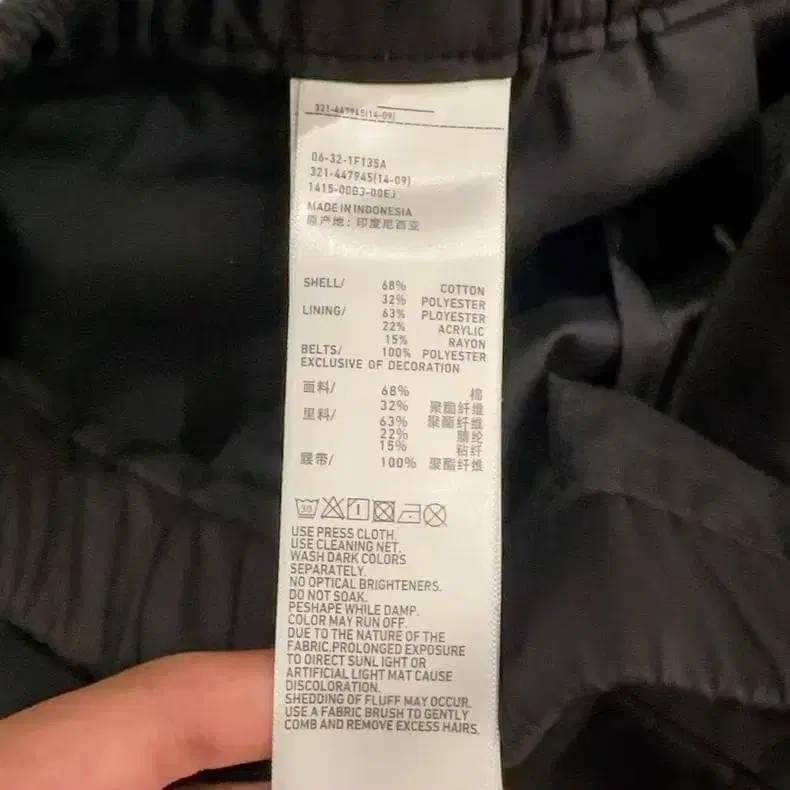 321-447945(14-09)
06-32-1F135A
321-447945(14-09)
1415-00B3-00EJ
MADE IN INDONESIA
原产地：印度尼西亚
SHELL/ 68% COTTON
32% POLYESTER
LINING/ 63% PLOYESTER
22% ACRYLIC
15% RAYON
BELTS/ 100% POLYESTER
EXCLUSIVE OF DECORATION
面料/ 68% 棉
32% 聚酯纤维
里料/ 63% 聚酯纤维
22% 腈纶
15% 粘纤
腰带/ 100% 聚酯纤维
30
USE PRESS CLOTH.
USE CLEANING NET.
WASH DARK COLORS
SEPARATELY.
NO OPTICAL BRIGHTENERS.
DO NOT SOAK.
PESHAPE WHILE DAMP.
COLOR MAY RUN OFF.
DUE TO THE NATURE OF THE
FABRIC.PROLONGED EXPOSURE
TO DIRECT SUNLIGHT OR
ARTIFICIAL LIGHT MAT CAUSE
DISCOLORATION.
SHEDDING OF FLUFF MAY OCCUR.
USE A FABRIC BRUSH TO GENTLY
COMB AND REMOVE EXCESS HAIRS.